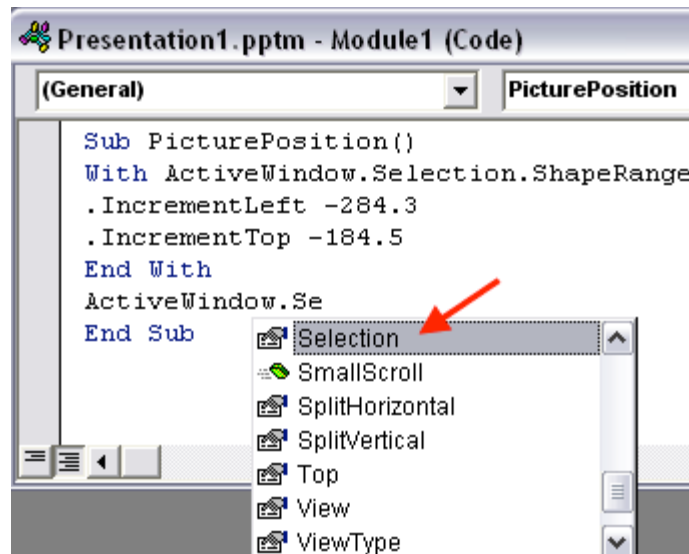 Presentation1.pptm - Module1 (Code)
(General) PicturePosition
Sub PicturePosition()
With ActiveWindow.Selection.ShapeRange
.IncrementLeft -284.3
.IncrementTop -184.5
End With
ActiveWindow.Se
End Sub
Selection
SmallScroll
SplitHorizontal
SplitVertical
Top
View
ViewType